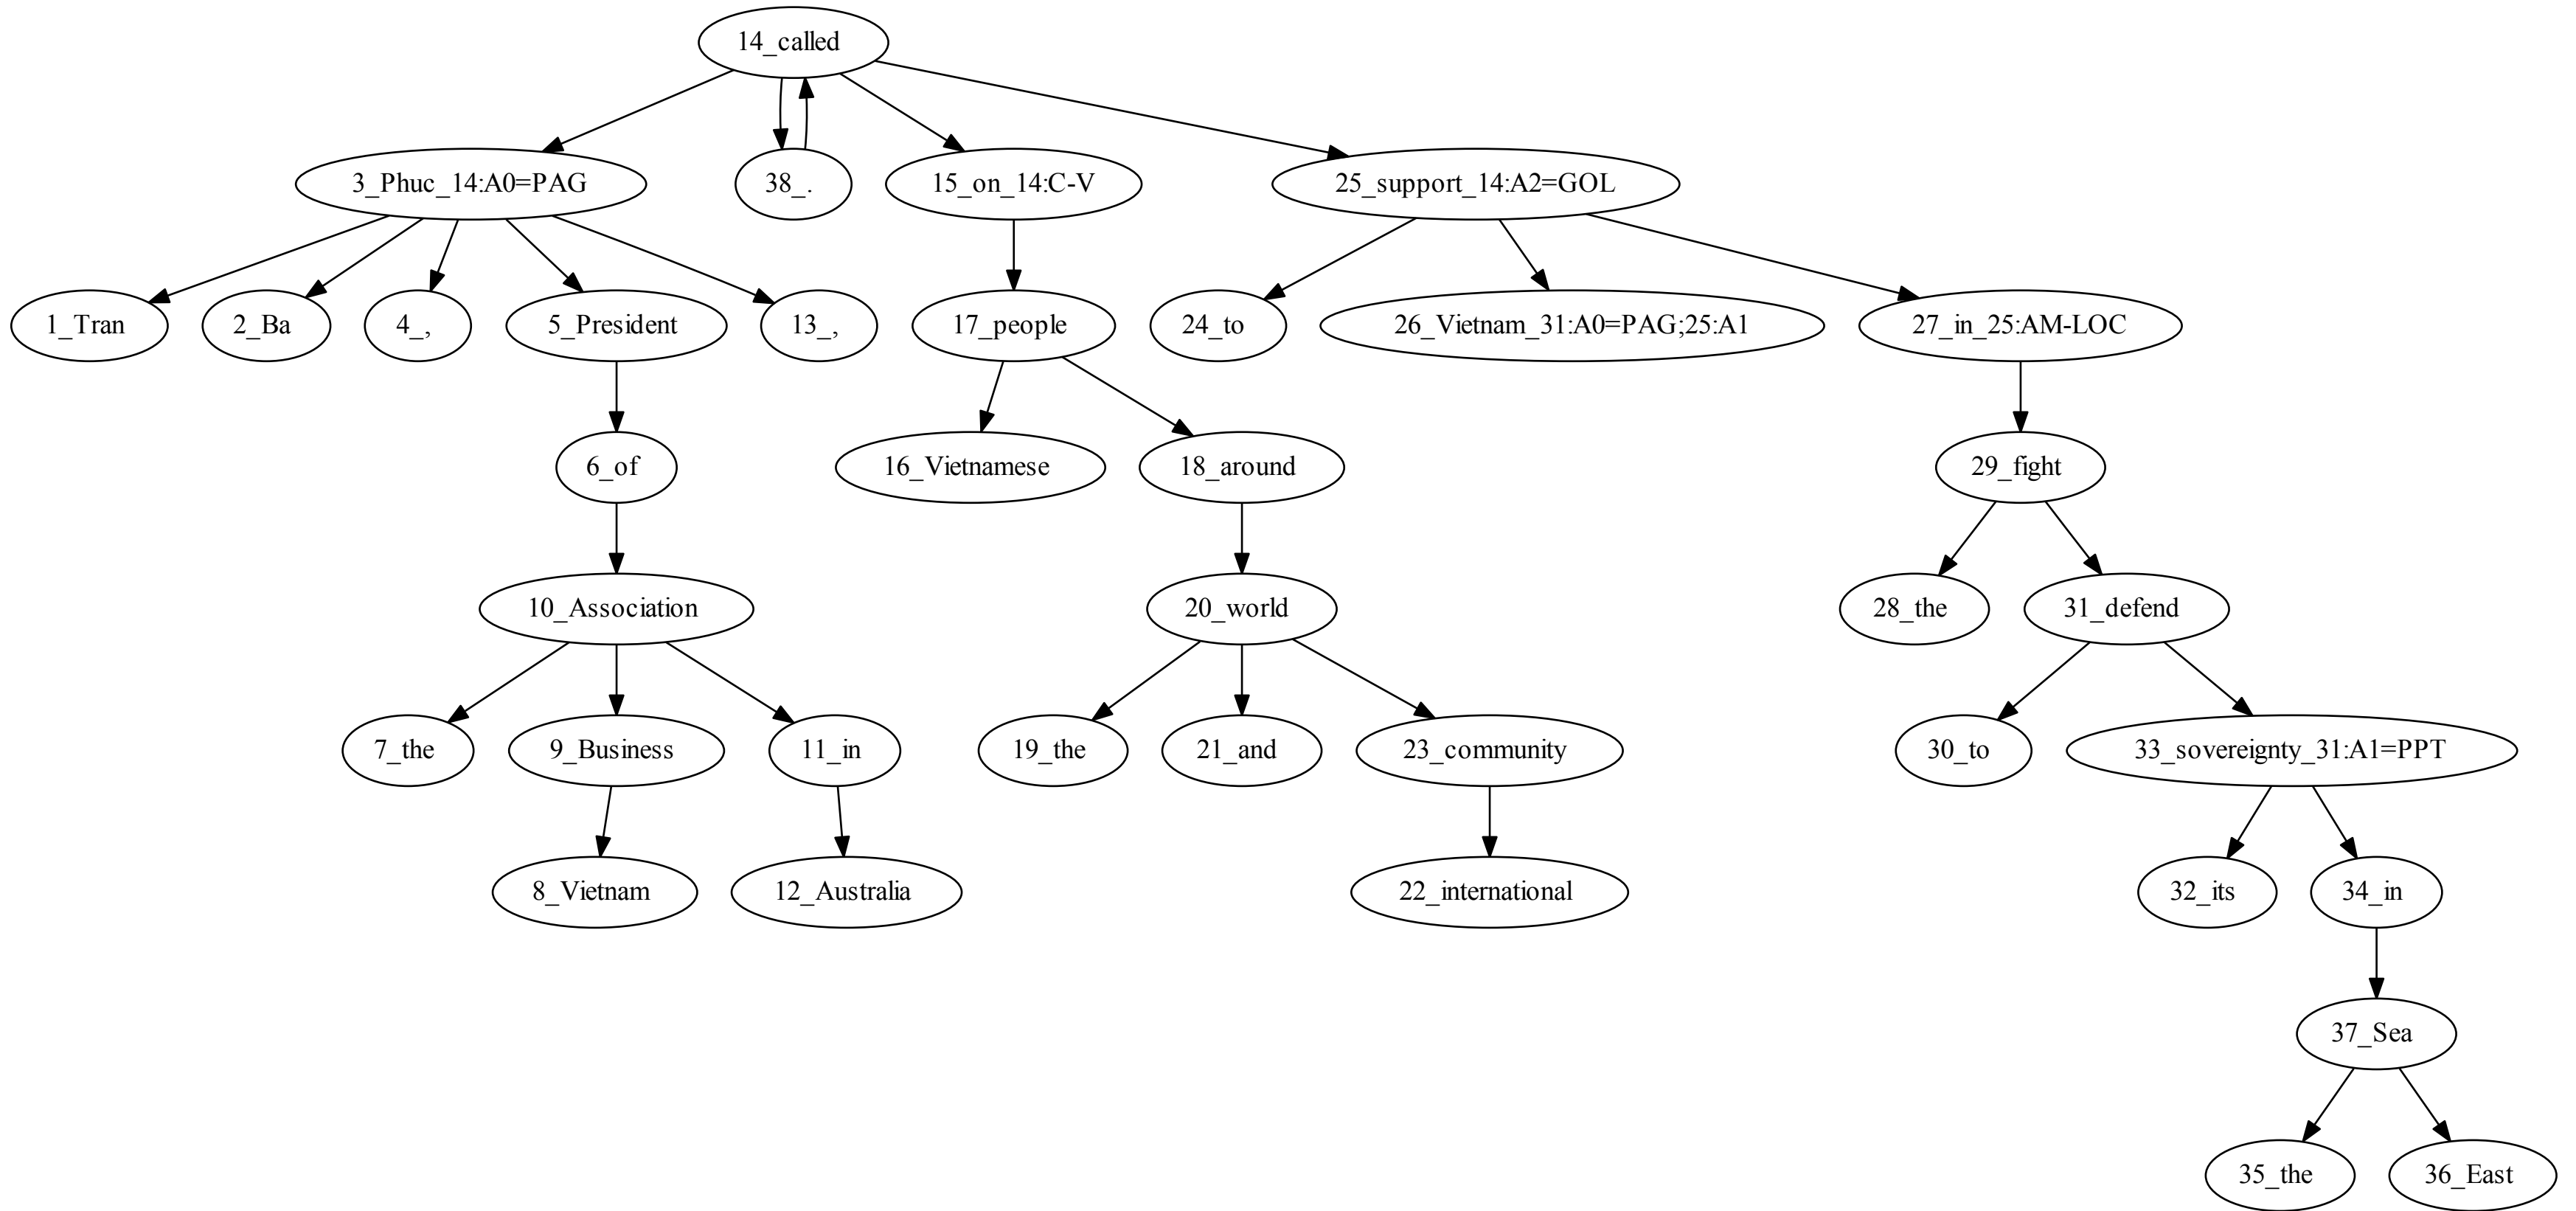 14_called
3_Phuc_14:A0=PAG
38_.
15_on_14:C-V
25_support_14:A2=GOL
1_Tran
2_Ba
4_,
5_President
13_,
17_people
24_to
26_Vietnam_31:A0=PAG;25:A1
27_in_25:AM-LOC
6_of
16_Vietnamese
18_around
29_fight
10_Association
20_world
28_the
31_defend
7_the
9_Business
11_in
19_the
21_and
23_community
30_to
33_sovereignty_31:A1=PPT
8_Vietnam
12_Australia
22_international
32_its
34_in
37_Sea
35_the
36_East